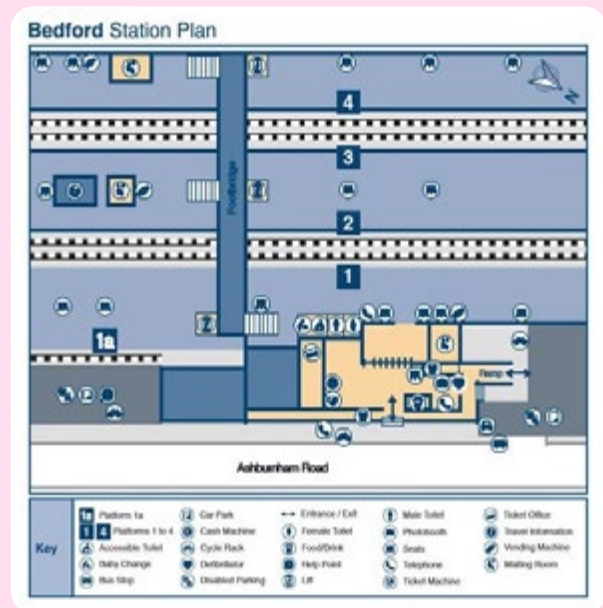 Bedford Station Plan
4
N
3
Footbridge
2
1
1a
Ramp
Ashburnham Road
Key
1a Platform 1a
1 4 Platforms 1 to 4
Accessible Toilet
Baby Change
Bus Stop
Car Park
Cash Machine
Cycle Rack
Defibrillator
Disabled Parking
Entrance / Exit
Female Toilet
Food/Drink
Help Point
Lift
Male Toilet
Photobooth
Seats
Telephone
Ticket Machine
Ticket Office
Travel Information
Vending Machine
Waiting Room